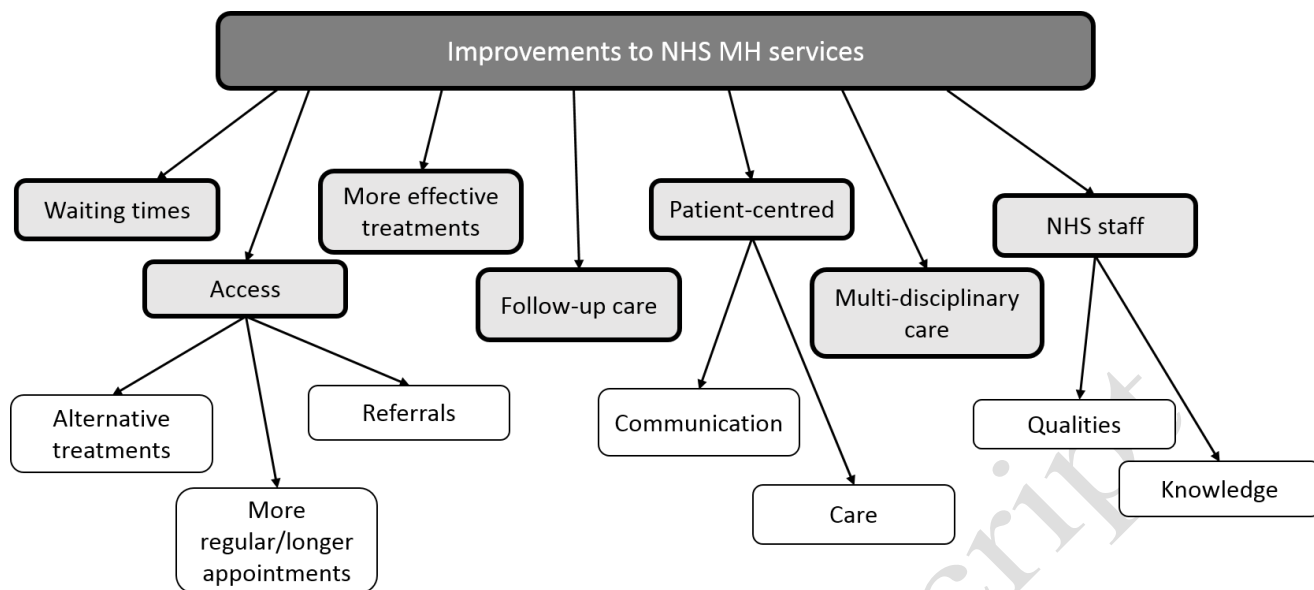 Improvements to NHS MH services
Waiting times
More effective
treatments
Patient-centred
NHS staff
Access
Follow-up care
Multi-disciplinary
care
Alternative
treatments
Referrals
Communication
Qualities
More
regular/longer
appointments
Care
Knowledge
cript